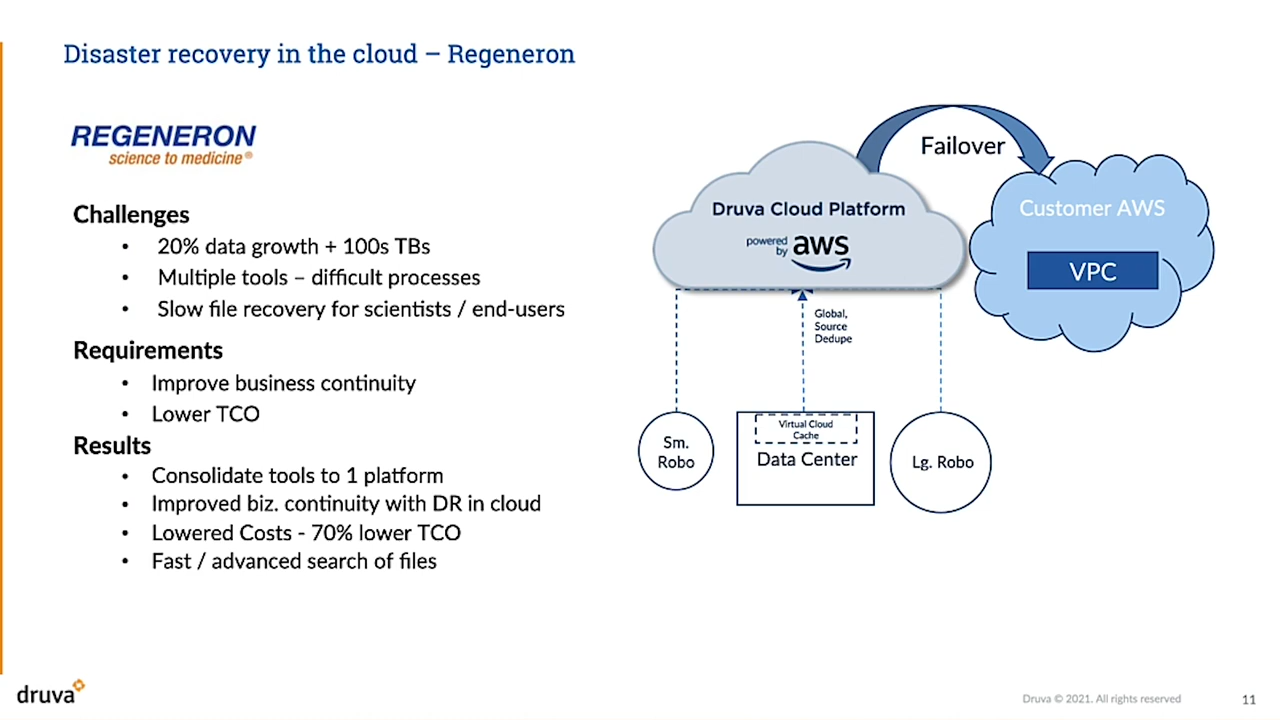 Disaster recovery in the cloud – Regeneron
REGENERON
science to medicine®
Challenges
• 20% data growth + 100s TBs
• Multiple tools – difficult processes
• Slow file recovery for scientists / end-users
Requirements
• Improve business continuity
• Lower TCO
Results
• Consolidate tools to 1 platform
• Improved biz. continuity with DR in cloud
• Lowered Costs - 70% lower TCO
• Fast / advanced search of files
Failover
Druva Cloud Platform
powered
by
aws
Customer AWS
VPC
Global,
Source
Dedupe
Sm.
Robo
Virtual Cloud
Cache
Data Center
Lg. Robo
druva
Druva © 2021. All rights reserved
11